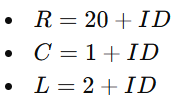 • R = 20 + ID
• C = 1 + ID
• L = 2 + ID